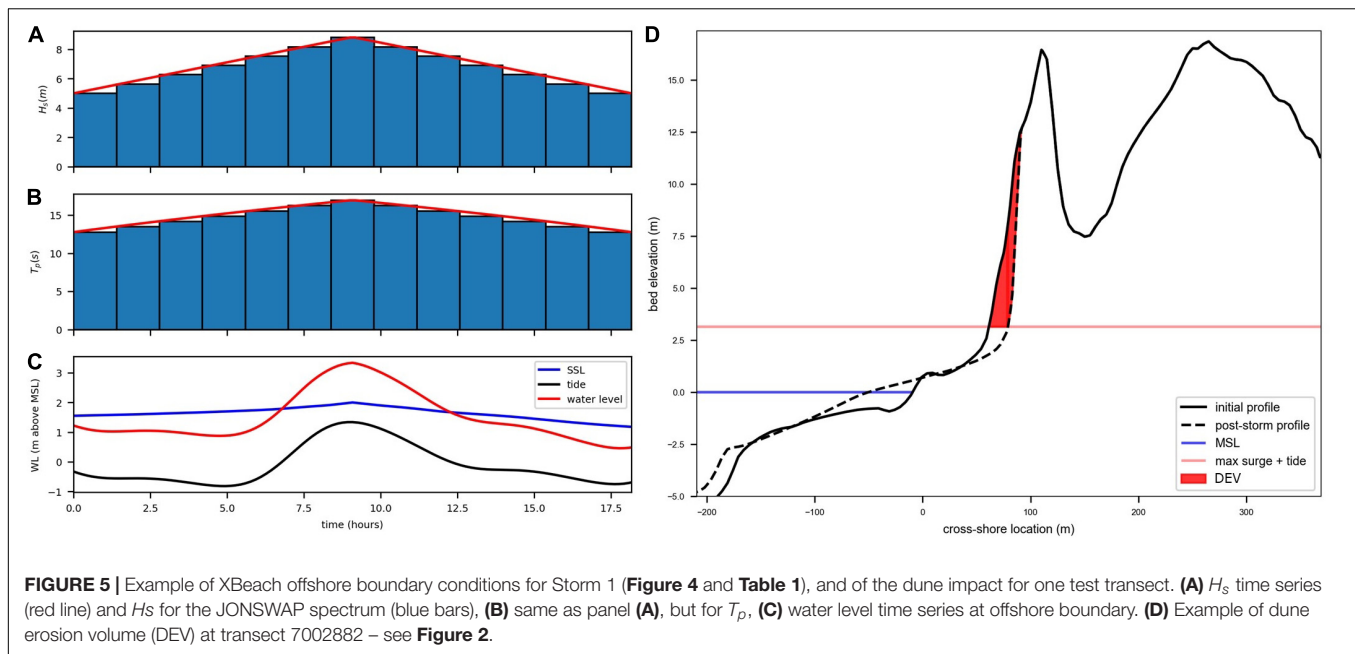 A
8
6
4
2
0
H_s(m)
B
15
10
5
0
T_p(s)
C
3
2
1
0
−1
WL (m above MSL)
SSL
tide
water level
0.0 2.5 5.0 7.5 10.0 12.5 15.0 17.5
time (hours)
D
15.0
12.5
10.0
7.5
5.0
2.5
0.0
−2.5
−5.0
bed elevation (m)
initial profile
post-storm profile
MSL
max surge + tide
DEV
−200 −100 0 100 200 300
cross-shore location (m)
FIGURE 5 | Example of XBeach offshore boundary conditions for Storm 1 (Figure 4 and Table 1), and of the dune impact for one test transect. (A) H_s time series
(red line) and Hs for the JONSWAP spectrum (blue bars), (B) same as panel (A), but for T_p, (C) water level time series at offshore boundary. (D) Example of dune
erosion volume (DEV) at transect 7002882 – see Figure 2.